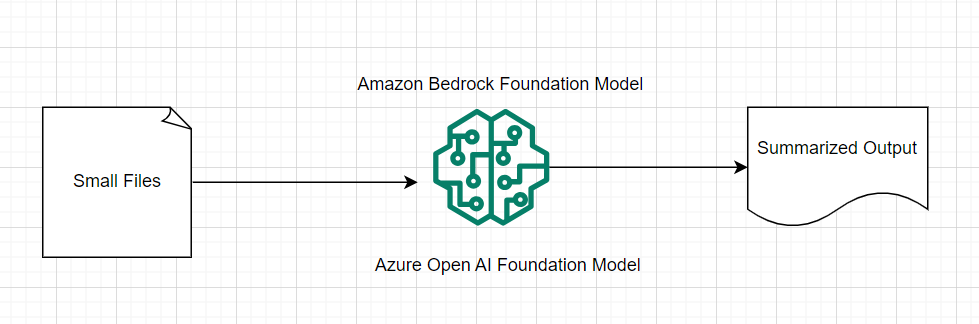 Amazon Bedrock Foundation Model
Small Files
Summarized Output
Azure Open AI Foundation Model